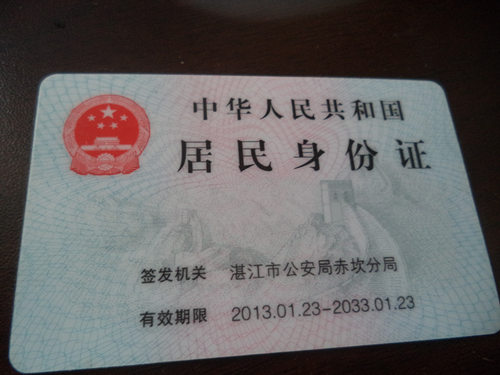 中华人民共和国
居民身份证
签发机关 湛江市公安局赤坎分局
有效期限 2013.01.23-2033.01.23